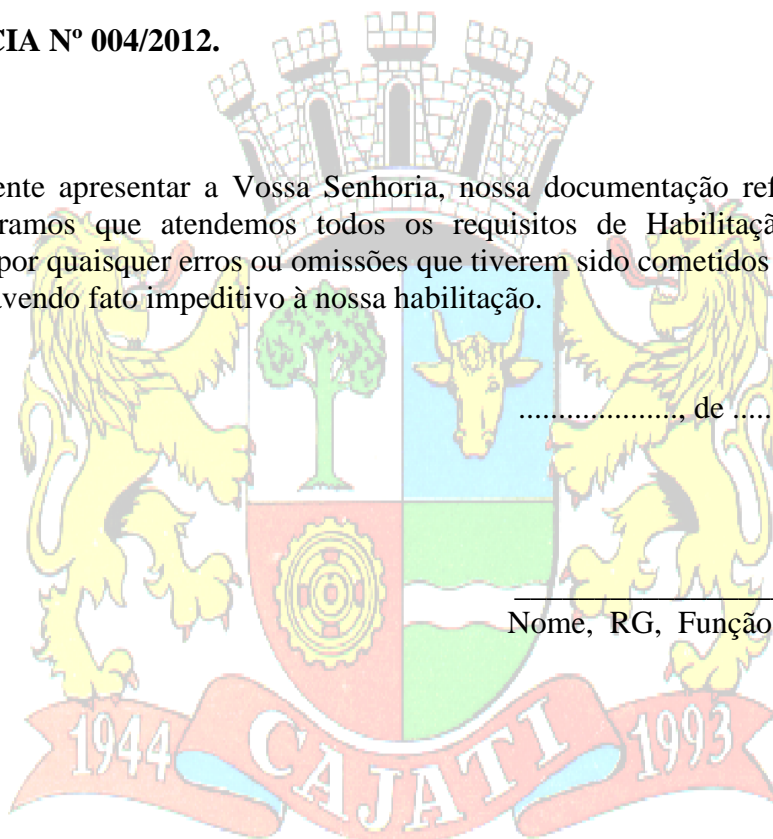 CIA Nº 004/2012.
ente apresentar a Vossa Senhoria, nossa documentação ref
ramos que atendemos todos os requisitos de Habilitaçã
por quaisquer erros ou omissões que tiverem sido cometidos
avendo fato impeditivo à nossa habilitação.
...................., de .....
Nome, RG, Função
1944 CAJATI 1993